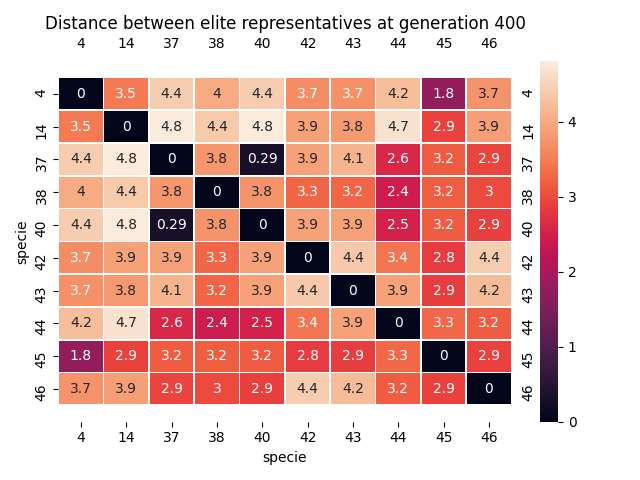 Distance between elite representatives at generation 400
4 14 37 38 40 42 43 44 45 46
4 0 3.5 4.4 4 4.4 3.7 3.7 4.2 1.8 3.7 4
14 3.5 0 4.8 4.4 4.8 3.9 3.8 4.7 2.9 3.9 14
37 4.4 4.8 0 3.8 0.29 3.9 4.1 2.6 3.2 2.9 37
38 4 4.4 3.8 0 3.8 3.3 3.2 2.4 3.2 3 38
40 4.4 4.8 0.29 3.8 0 3.9 3.9 2.5 3.2 2.9 40
42 3.7 3.9 3.9 3.3 3.9 0 4.4 3.4 2.8 4.4 42
43 3.7 3.8 4.1 3.2 3.9 4.4 0 3.9 2.9 4.2 43
44 4.2 4.7 2.6 2.4 2.5 3.4 3.9 0 3.3 3.2 44
45 1.8 2.9 3.2 3.2 3.2 2.8 2.9 3.3 0 2.9 45
46 3.7 3.9 2.9 3 2.9 4.4 4.2 3.2 2.9 0 46
4 14 37 38 40 42 43 44 45 46
specie
specie
4
3
2
1
0